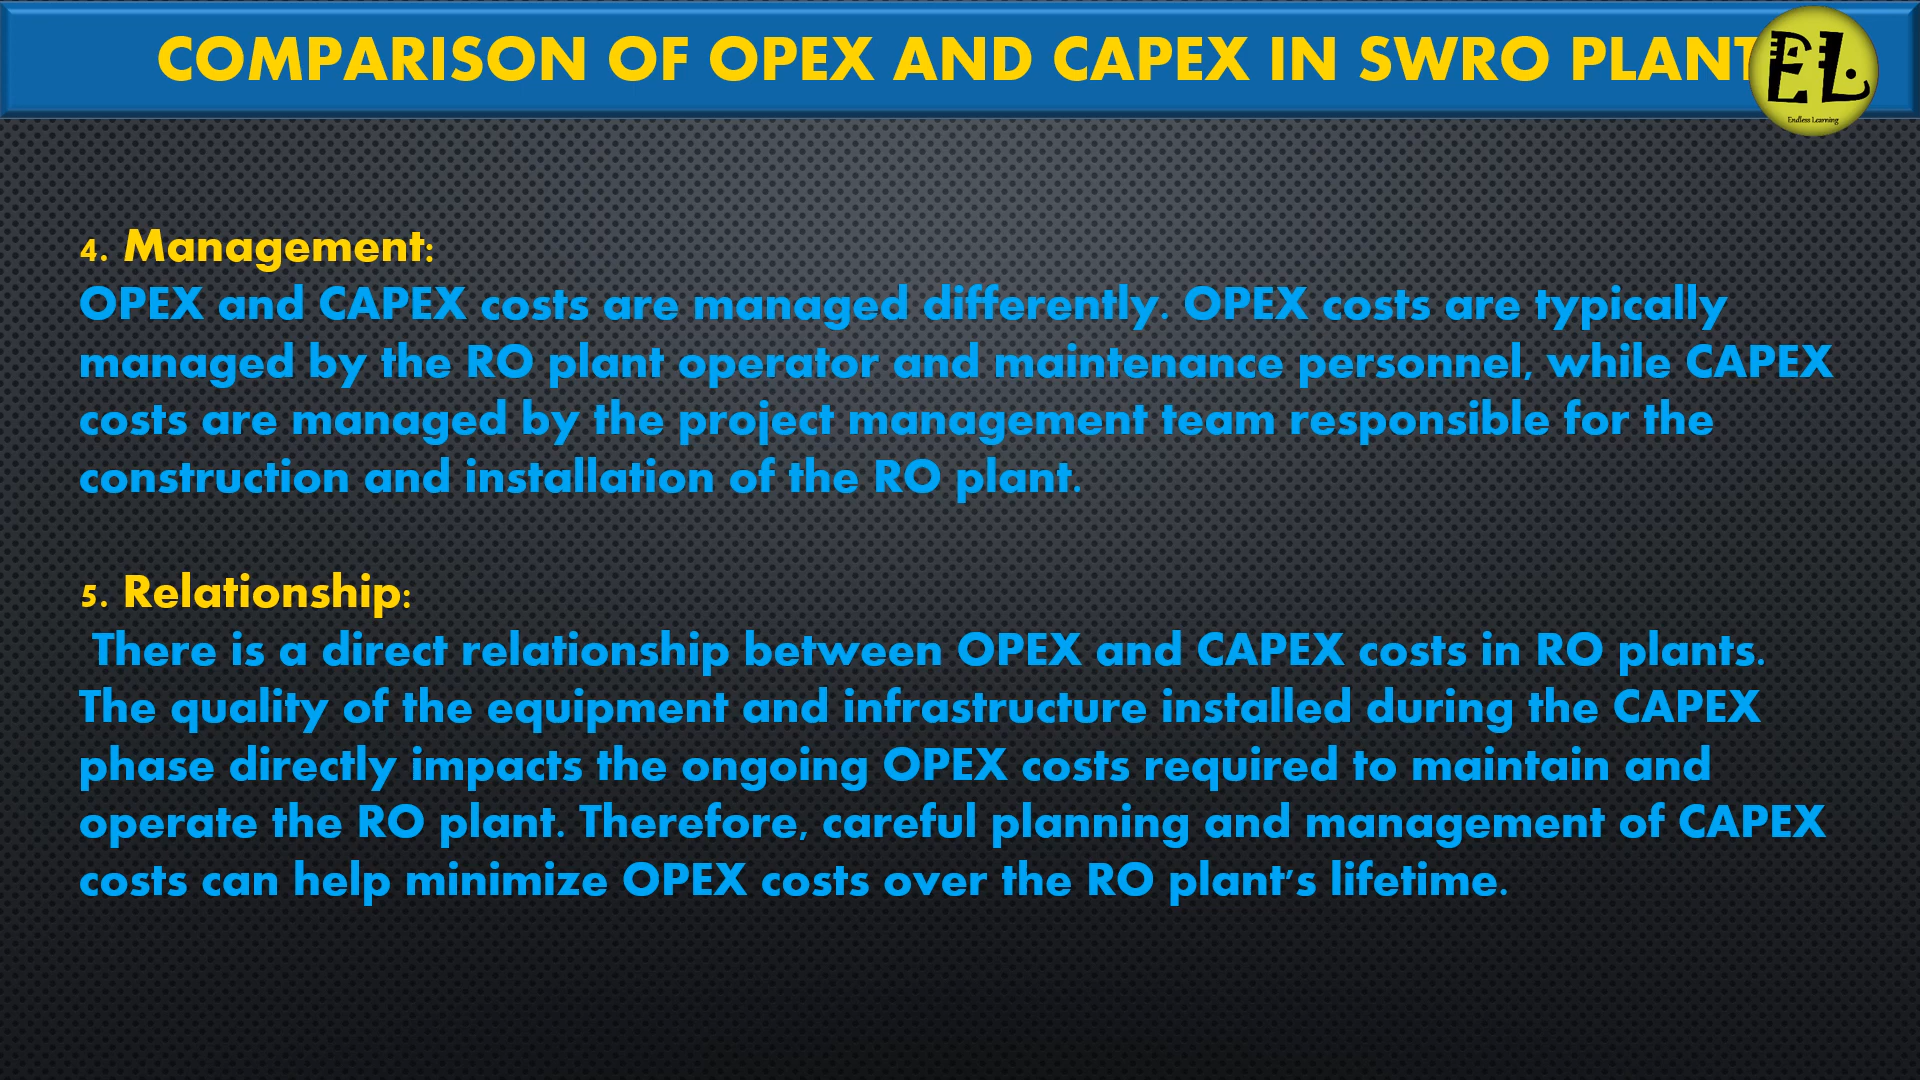 COMPARISON OF OPEX AND CAPEX IN SWRO PLANT
EL
Endless Learning
4. Management:
OPEX and CAPEX costs are managed differently. OPEX costs are typically
managed by the RO plant operator and maintenance personnel, while CAPEX
costs are managed by the project management team responsible for the
construction and installation of the RO plant.
5. Relationship:
There is a direct relationship between OPEX and CAPEX costs in RO plants.
The quality of the equipment and infrastructure installed during the CAPEX
phase directly impacts the ongoing OPEX costs required to maintain and
operate the RO plant. Therefore, careful planning and management of CAPEX
costs can help minimize OPEX costs over the RO plant's lifetime.